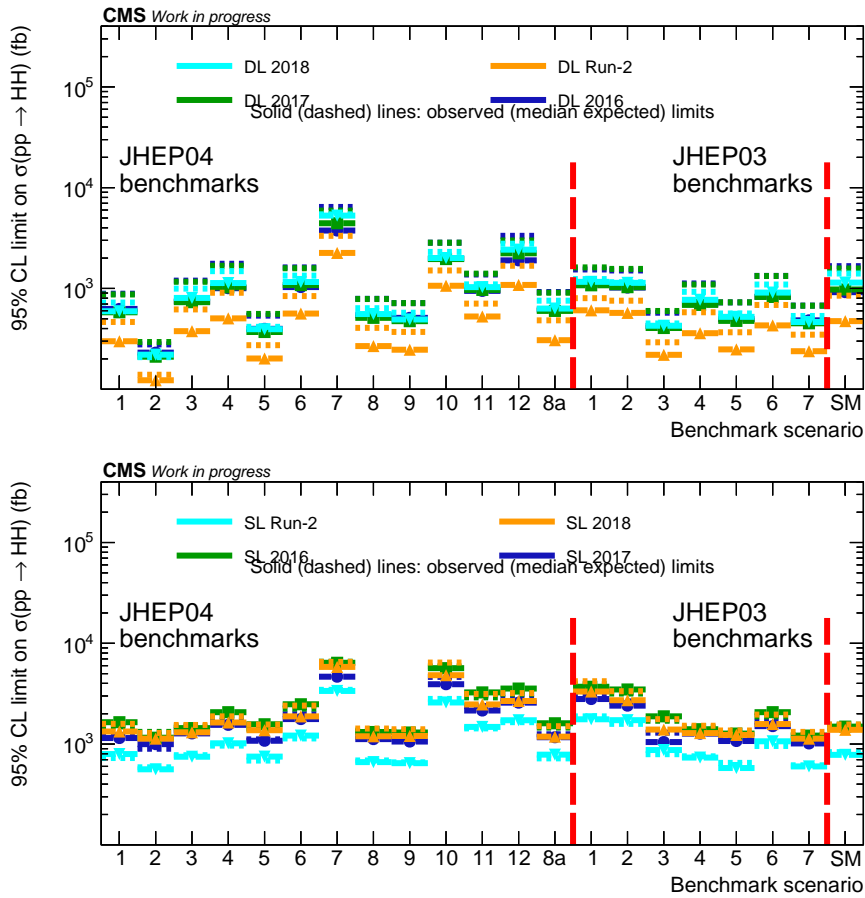 CMS Work in progress
95% CL limit on σ(pp → HH) (fb)
10^5
10^4
10^3
DL 2018
DL Run-2
DL 2017
DL 2016
Solid (dashed) lines: observed (median expected) limits
JHEP04
benchmarks
JHEP03
benchmarks
1 2 3 4 5 6 7 8 9 10 11 12 8a 1 2 3 4 5 6 7 SM
Benchmark scenario
CMS Work in progress
95% CL limit on σ(pp → HH) (fb)
10^5
10^4
10^3
SL Run-2
SL 2018
SL 2016
SL 2017
Solid (dashed) lines: observed (median expected) limits
JHEP04
benchmarks
JHEP03
benchmarks
1 2 3 4 5 6 7 8 9 10 11 12 8a 1 2 3 4 5 6 7 SM
Benchmark scenario